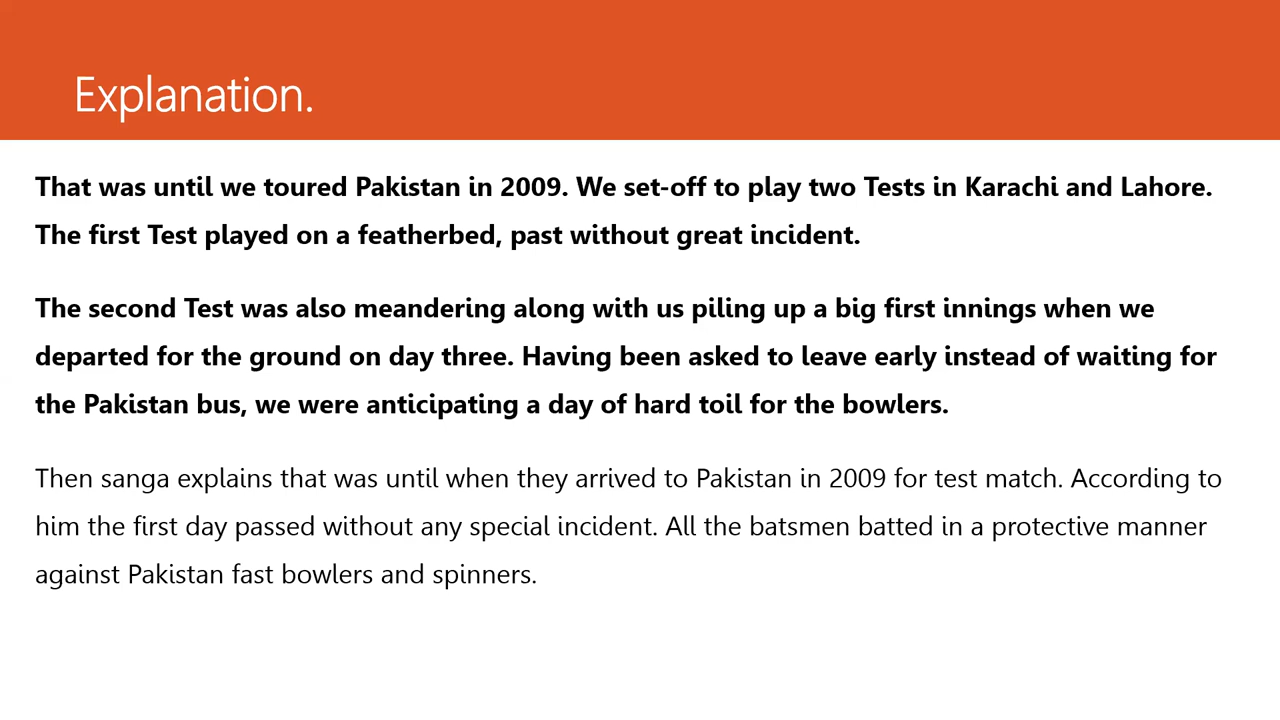 Explanation.
That was until we toured Pakistan in 2009. We set-off to play two Tests in Karachi and Lahore.
The first Test played on a featherbed, past without great incident.
The second Test was also meandering along with us piling up a big first innings when we
departed for the ground on day three. Having been asked to leave early instead of waiting for
the Pakistan bus, we were anticipating a day of hard toil for the bowlers.
Then sanga explains that was until when they arrived to Pakistan in 2009 for test match. According to
him the first day passed without any special incident. All the batsmen batted in a protective manner
against Pakistan fast bowlers and spinners.